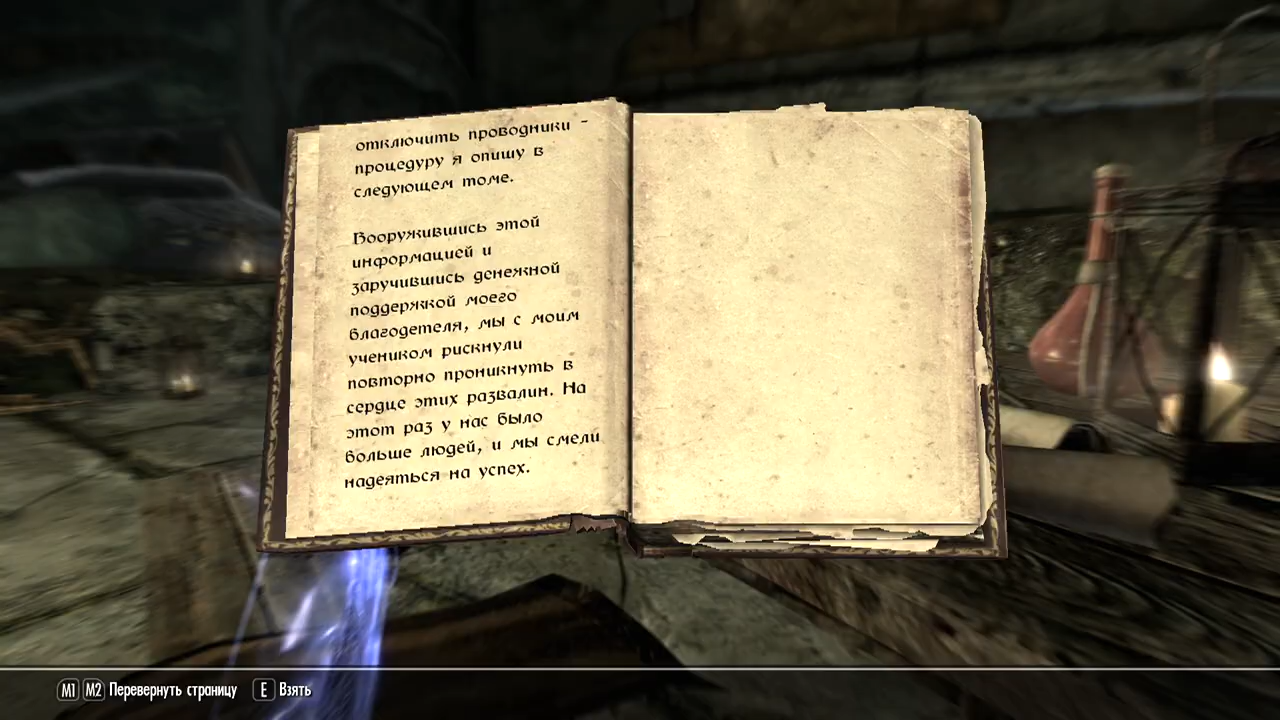 отключить проводники -
процедуру я опишу в
следующем томе.
Вооружившись этой
информацией и
заручившись денежной
поддержкой моего
благодетеля, мы с моим
учеником рискнули
повторно проникнуть в
сердце этих развалин. На
этот раз у нас было
больше людей, и мы смели
надеяться на успех.
M1 M2 Перевернуть страницу E Взять